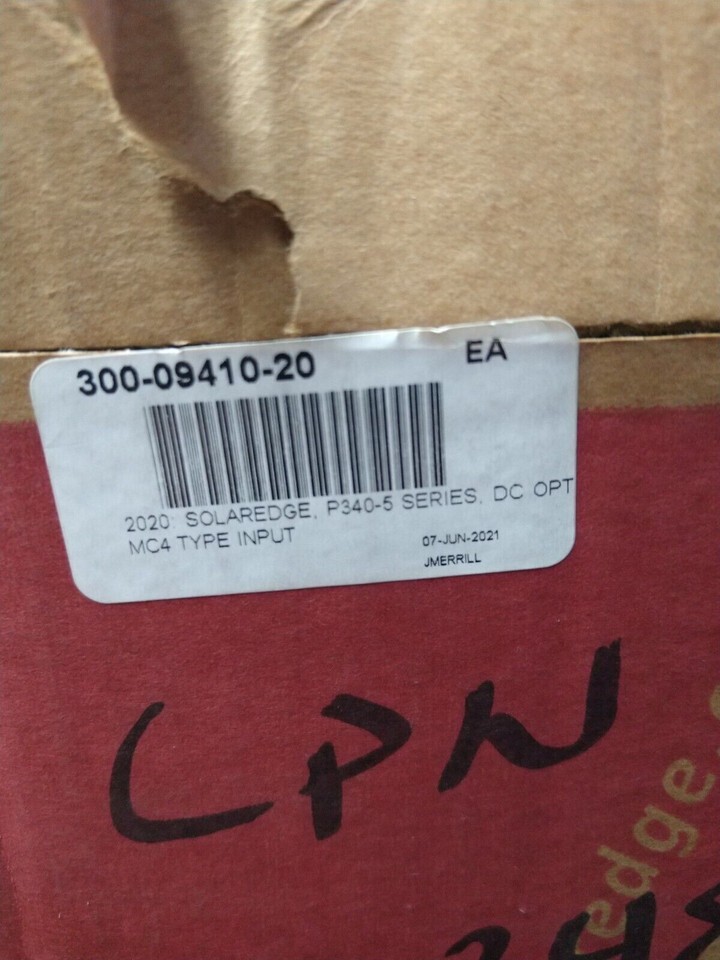 300-09410-20 EA
2020: SOLAREDGE, P340-5 SERIES, DC OPT
MC4 TYPE INPUT
07-JUN-2021
JMERRILL
LPN
edge.